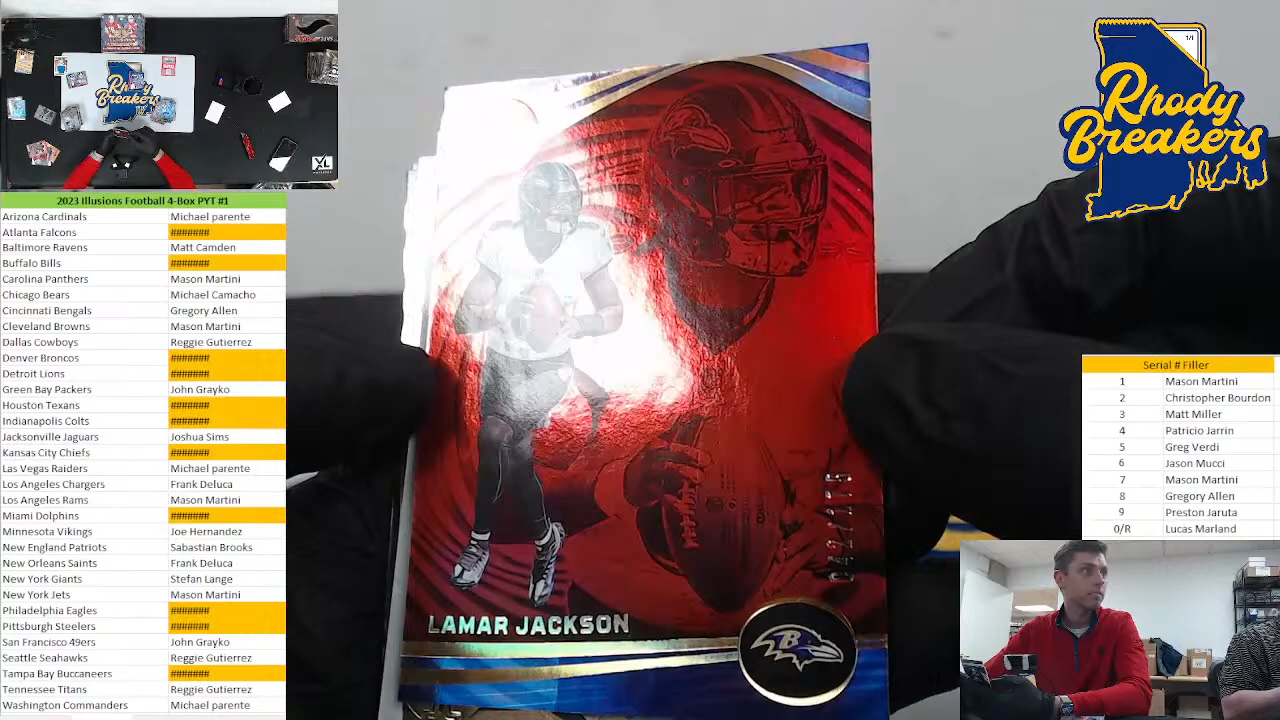 2023 Illusions Football 4-Box PYT #1
Arizona Cardinals Michael parente
Atlanta Falcons #######
Baltimore Ravens Matt Camden
Buffalo Bills #######
Carolina Panthers Mason Martini
Chicago Bears Michael Camacho
Cincinnati Bengals Gregory Allen
Cleveland Browns Mason Martini
Dallas Cowboys Reggie Gutierrez
Denver Broncos #######
Detroit Lions #######
Green Bay Packers John Grayko
Houston Texans #######
Indianapolis Colts #######
Jacksonville Jaguars Joshua Sims
Kansas City Chiefs #######
Las Vegas Raiders Michael parente
Los Angeles Chargers Frank Deluca
Los Angeles Rams Mason Martini
Miami Dolphins #######
Minnesota Vikings Joe Hernandez
New England Patriots Sabastian Brooks
New Orleans Saints Frank Deluca
New York Giants Stefan Lange
New York Jets Mason Martini
Philadelphia Eagles #######
Pittsburgh Steelers #######
San Francisco 49ers John Grayko
Seattle Seahawks Reggie Gutierrez
Tampa Bay Buccaneers #######
Tennessee Titans Reggie Gutierrez
Washington Commanders Michael parente
Rhody
Breakers
XL
LAMAR JACKSON
B
1/1
Rhody
Breakers
Serial # Filler
1 Mason Martini
2 Christopher Bourdon
3 Matt Miller
4 Patricio Jarrin
5 Greg Verdi
6 Jason Mucci
7 Mason Martini
8 Gregory Allen
9 Preston Jaruta
0/R Lucas Marland